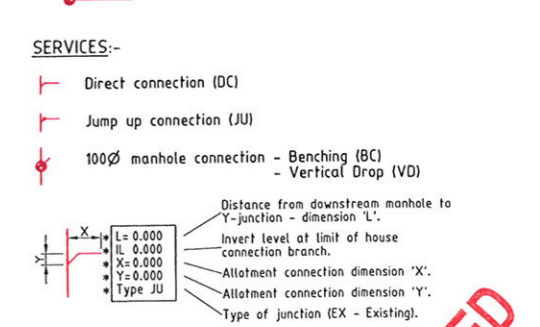 SERVICES:-
Direct connection (DC)
Jump up connection (JU)
100Ø manhole connection - Benching (BC)
- Vertical Drop (VD)
Distance from downstream manhole to
Y-junction - dimension 'L'.
X
* L= 0.000
* IL 0.000
* X= 0.000
* Y= 0.000
* Type JU
Y
Invert level at limit of house
connection branch.
Allotment connection dimension 'X'.
Allotment connection dimension 'Y'.
Type of junction (EX - Existing).